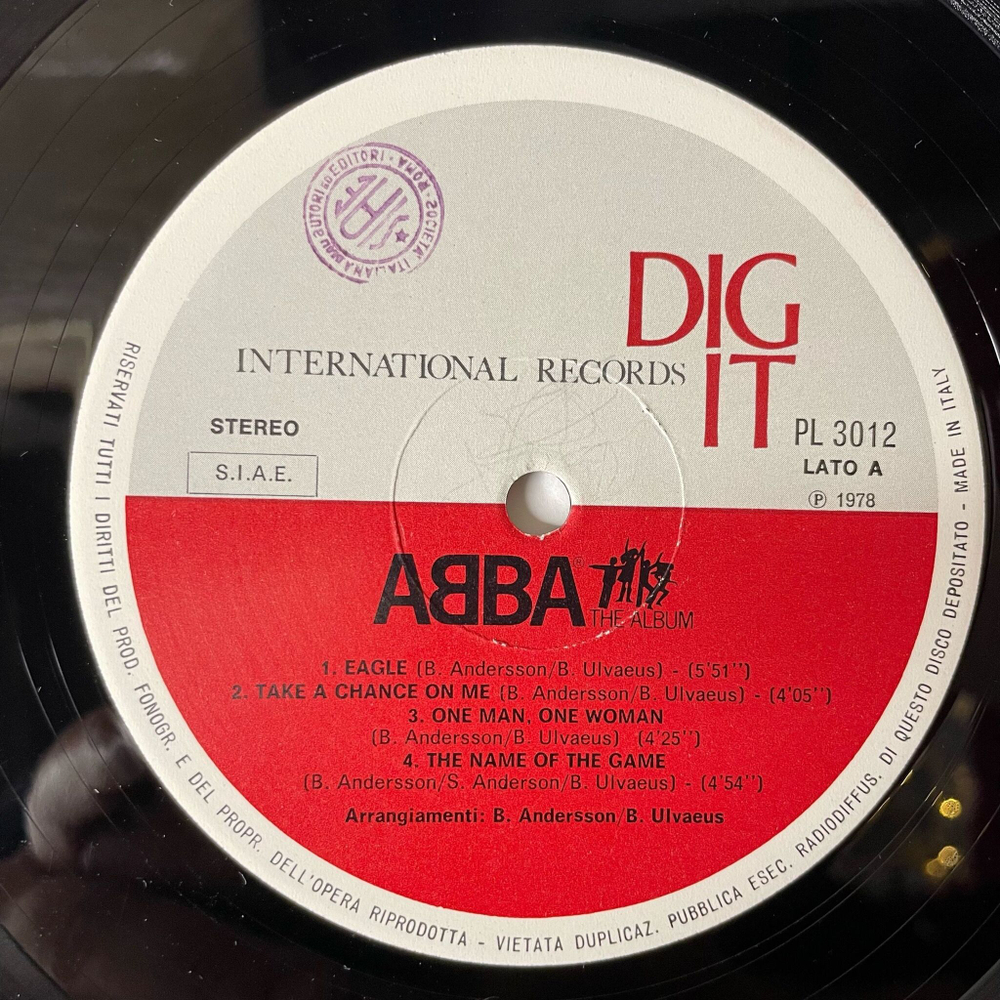 SOCIETÀ ITALIANA DEGLI AUTORI ED EDITORI · ROMA ·
DIG
IT
INTERNATIONAL RECORDS
STEREO
PL 3012
S.I.A.E.
LATO A
℗ 1978
ABBA®
THE ALBUM
1. EAGLE (B. Andersson/B. Ulvaeus) - (5'51'')
2. TAKE A CHANCE ON ME (B. Andersson/B. Ulvaeus) - (4'05'')
3. ONE MAN, ONE WOMAN
(B. Andersson/B. Ulvaeus) (4'25'')
4. THE NAME OF THE GAME
(B. Andersson/S. Anderson/B. Ulvaeus) - (4'54'')
Arrangiamenti: B. Andersson/B. Ulvaeus
RISERVATI TUTTI I DIRITTI DEL PROD. FONOGR. E DEL PROPR. DELL'OPERA RIPRODOTTA - VIETATA DUPLICAZ. PUBBLICA ESEC. RADIODIFFUS. DI QUESTO DISCO DEPOSITATO - MADE IN ITALY